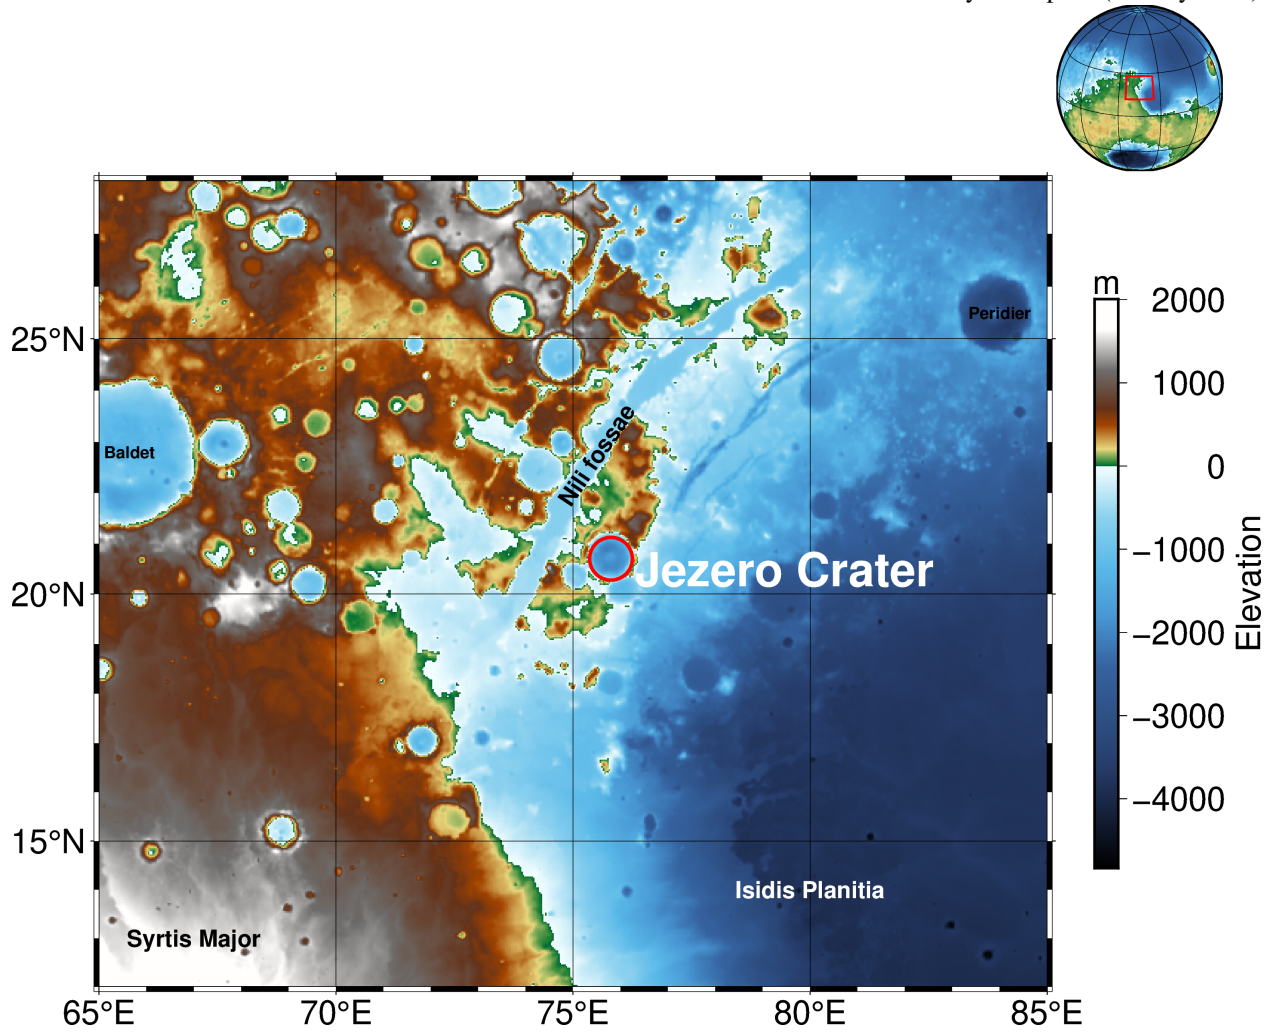 m
2000
1000
0
−1000
−2000
−3000
−4000
Elevation
25°N
20°N
15°N
65°E
70°E
75°E
80°E
85°E
Peridier
Baldet
Nili fossae
Jezero Crater
Isidis Planitia
Syrtis Major